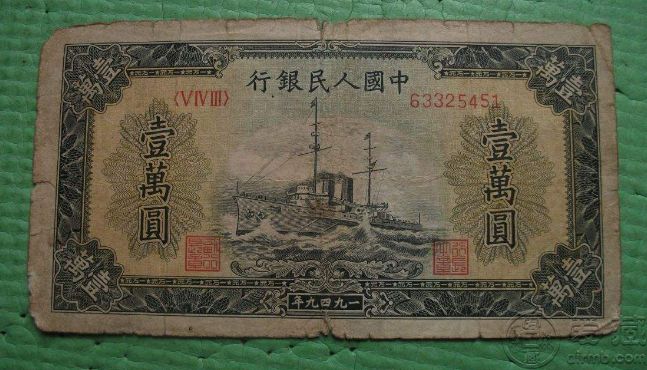 中國人民銀行
〈VIVIII〉
63325451
壹萬圓
壹萬圓
一九四九年
壹萬
壹萬
壹萬
壹萬